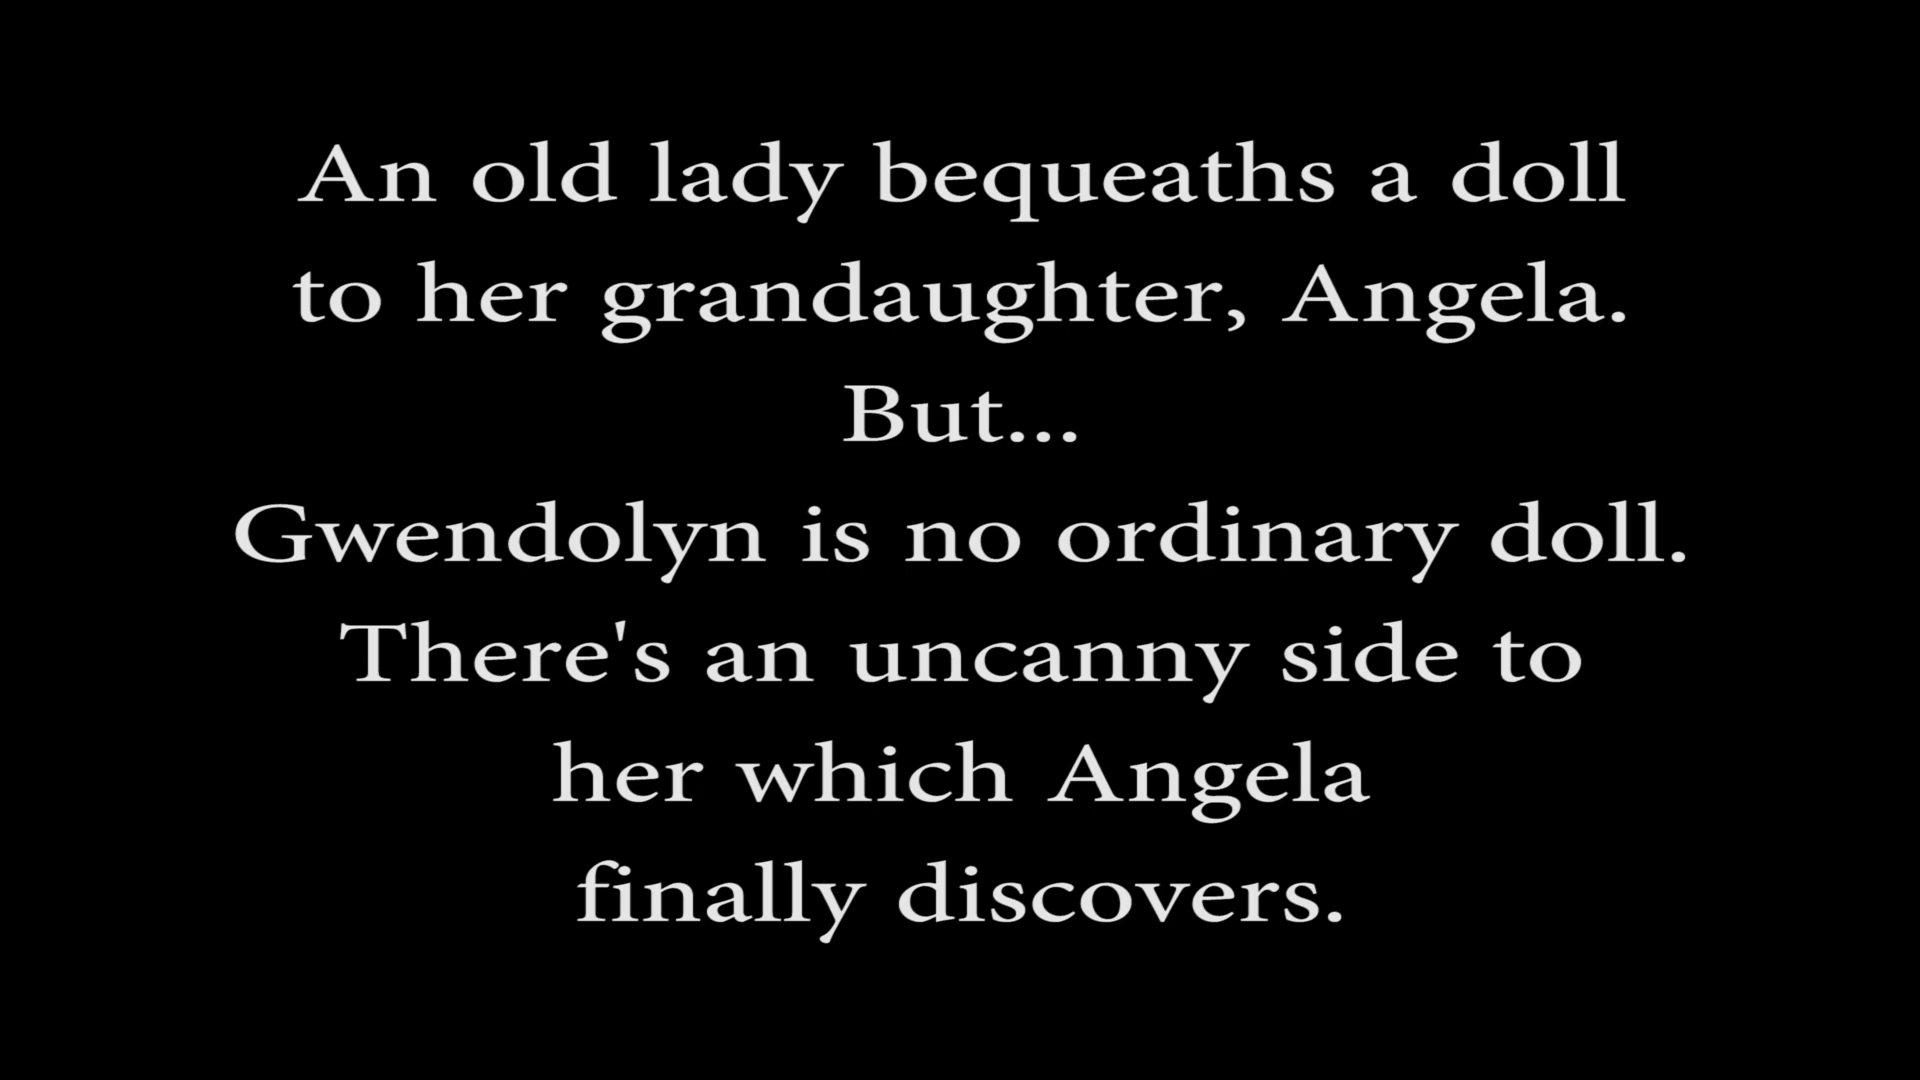 An old lady bequeaths a doll
to her grandaughter, Angela.
But...
Gwendolyn is no ordinary doll.
There's an uncanny side to
her which Angela
finally discovers.